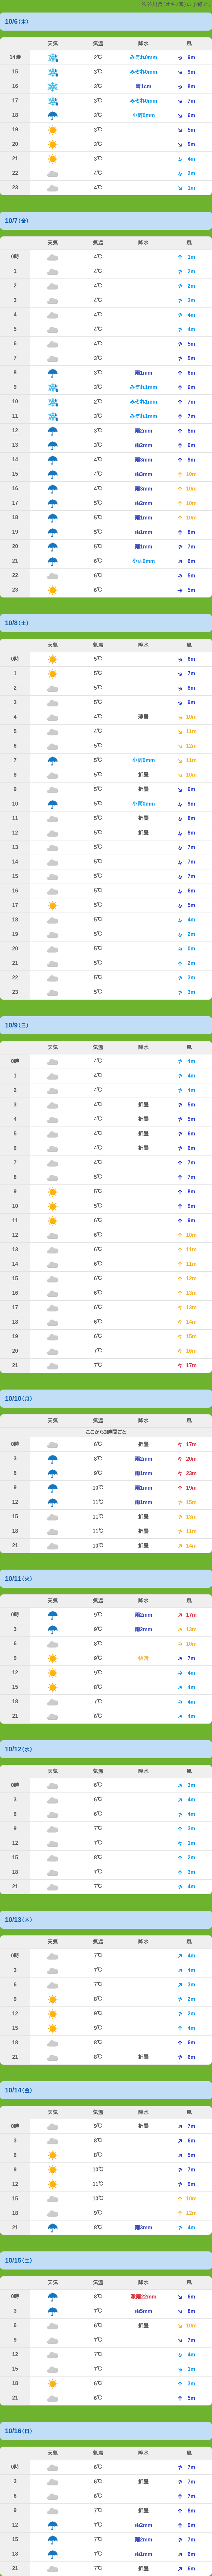 10/6(木)
天気 気温 降水 風
14時 2℃ みぞれ0mm 9m
15 3℃ みぞれ0mm 9m
16 3℃ 雪1cm 8m
17 3℃ みぞれ0mm 7m
18 3℃ 小雨0mm 6m
19 3℃ 5m
20 3℃ 5m
21 3℃ 4m
22 4℃ 2m
23 4℃ 1m
10/7(金)
天気 気温 降水 風
0時 4℃ 1m
1 4℃ 2m
2 4℃ 2m
3 4℃ 3m
4 4℃ 4m
5 4℃ 4m
6 4℃ 5m
7 3℃ 5m
8 3℃ 雨1mm 6m
9 3℃ みぞれ1mm 6m
10 2℃ みぞれ1mm 7m
11 3℃ みぞれ1mm 7m
12 3℃ 雨2mm 8m
13 3℃ 雨2mm 9m
14 4℃ 雨3mm 9m
15 4℃ 雨3mm 10m
16 4℃ 雨3mm 10m
17 5℃ 雨2mm 10m
18 5℃ 雨1mm 10m
19 5℃ 雨1mm 8m
20 5℃ 雨1mm 7m
21 6℃ 小雨0mm 6m
22 6℃ 5m
23 6℃ 5m
10/8(土)
天気 気温 降水 風
0時 5℃ 6m
1 5℃ 7m
2 5℃ 8m
3 5℃ 9m
4 4℃ 薄曇 10m
5 4℃ 11m
6 5℃ 12m
7 5℃ 小雨0mm 11m
8 5℃ 折曇 10m
9 5℃ 折曇 9m
10 5℃ 小雨0mm 9m
11 5℃ 折曇 8m
12 5℃ 折曇 8m
13 5℃ 7m
14 5℃ 7m
15 5℃ 7m
16 5℃ 6m
17 5℃ 5m
18 5℃ 4m
19 5℃ 2m
20 5℃ 0m
21 5℃ 2m
22 5℃ 3m
23 5℃ 3m
10/9(日)
天気 気温 降水 風
0時 4℃ 4m
1 4℃ 4m
2 4℃ 4m
3 4℃ 折曇 5m
4 4℃ 折曇 5m
5 4℃ 折曇 6m
6 4℃ 折曇 6m
7 4℃ 7m
8 5℃ 7m
9 5℃ 8m
10 5℃ 9m
11 6℃ 9m
12 6℃ 10m
13 6℃ 11m
14 6℃ 11m
15 6℃ 12m
16 6℃ 13m
17 6℃ 13m
18 6℃ 14m
19 6℃ 15m
20 7℃ 16m
21 7℃ 17m
10/10(月)
天気 気温 降水 風
ここから3時間ごと
0時 6℃ 折曇 17m
3 8℃ 雨2mm 20m
6 9℃ 雨1mm 23m
9 10℃ 雨1mm 19m
12 11℃ 雨1mm 15m
15 11℃ 折曇 13m
18 11℃ 折曇 11m
21 10℃ 折曇 14m
10/11(火)
天気 気温 降水 風
0時 9℃ 雨2mm 17m
3 9℃ 雨2mm 13m
6 8℃ 10m
9 9℃ 秋晴 7m
12 9℃ 4m
15 8℃ 4m
18 7℃ 4m
21 6℃ 4m
10/12(水)
天気 気温 降水 風
0時 6℃ 3m
3 6℃ 4m
6 6℃ 4m
9 7℃ 3m
12 7℃ 1m
15 8℃ 2m
18 7℃ 3m
21 7℃ 4m
10/13(木)
天気 気温 降水 風
0時 7℃ 4m
3 7℃ 4m
6 7℃ 3m
9 8℃ 2m
12 9℃ 2m
15 9℃ 4m
18 8℃ 6m
21 8℃ 折曇 6m
10/14(金)
天気 気温 降水 風
0時 9℃ 折曇 7m
3 8℃ 6m
6 8℃ 5m
9 10℃ 7m
12 11℃ 9m
15 10℃ 10m
18 9℃ 12m
21 8℃ 雨3mm 4m
10/15(土)
天気 気温 降水 風
0時 8℃ 豪雨22mm 6m
3 7℃ 雨5mm 8m
6 6℃ 折曇 10m
9 7℃ 7m
12 7℃ 4m
15 7℃ 1m
18 6℃ 3m
21 6℃ 5m
10/16(日)
天気 気温 降水 風
0時 6℃ 7m
3 6℃ 折曇 7m
6 6℃ 7m
9 7℃ 折曇 8m
12 7℃ 雨2mm 9m
15 7℃ 雨2mm 7m
18 7℃ 雨1mm 6m
21 7℃ 折曇 6m